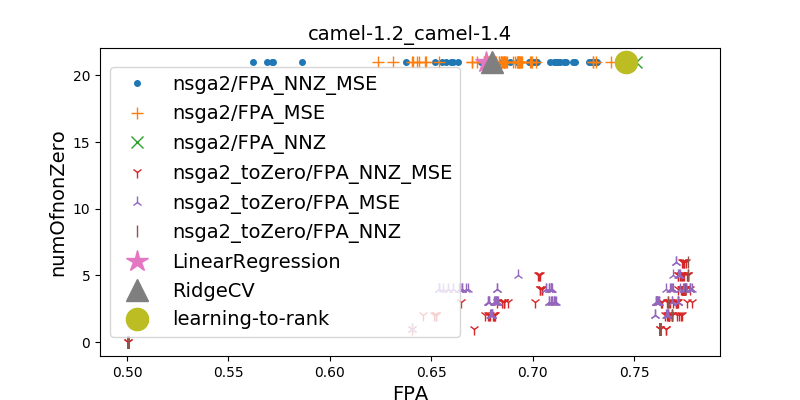 camel-1.2_camel-1.4
numOfnonZero
20
15
10
5
0
nsga2/FPA_NNZ_MSE
nsga2/FPA_MSE
nsga2/FPA_NNZ
nsga2_toZero/FPA_NNZ_MSE
nsga2_toZero/FPA_MSE
nsga2_toZero/FPA_NNZ
LinearRegression
RidgeCV
learning-to-rank
0.50 0.55 0.60 0.65 0.70 0.75
FPA